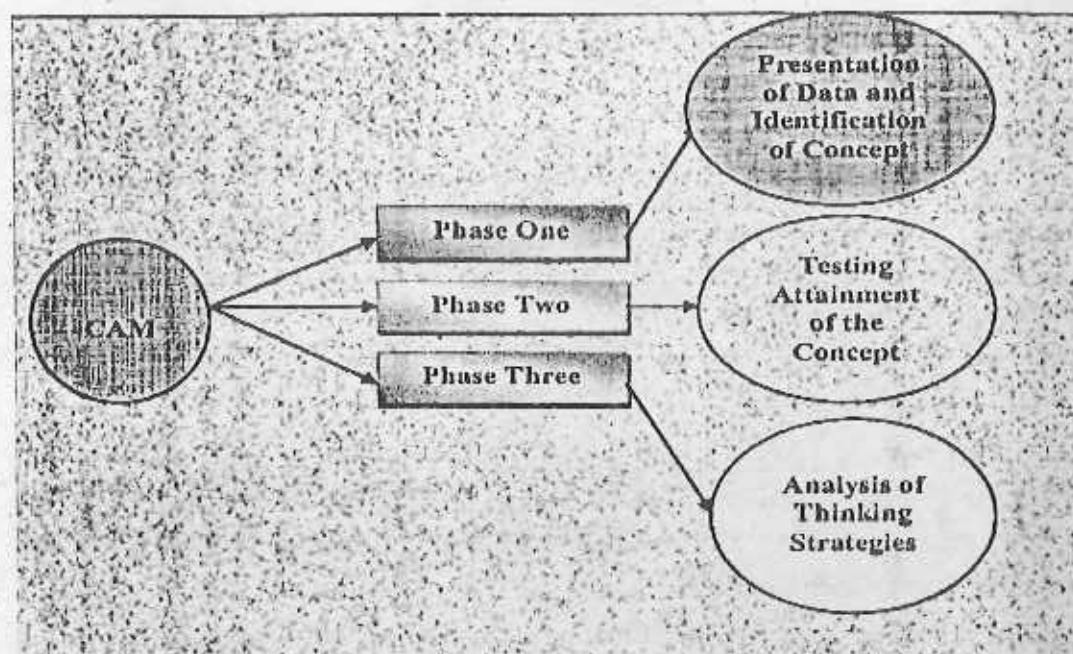 CAM
Phase One
Phase Two
Phase Three
Presentation
of Data and
Identification
of Concept
Testing
Attainment
of the
Concept
Analysis of
Thinking
Strategies